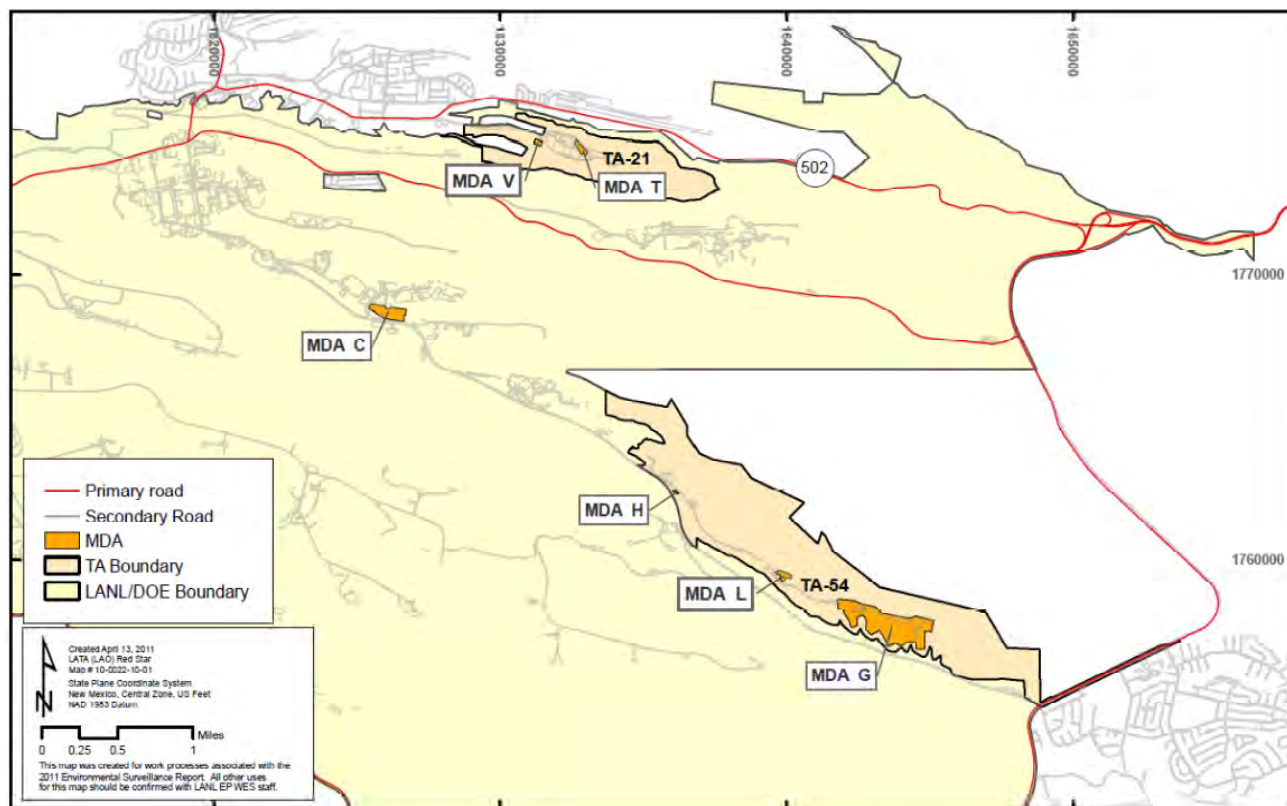 1620000
1630000
1640000
1650000
TA-21
502
MDA V
MDA T
1770000
MDA C
MDA H
1760000
MDA L
TA-54
MDA G
Primary road
Secondary Road
MDA
TA Boundary
LANL/DOE Boundary
Created April 13, 2011
LATA (LAO) Red Star
Map # 10-0022-10-01
State Plane Coordinate System
New Mexico, Central Zone, US Feet
NAD 1983 Datum
N
Miles
0 0.25 0.5 1
This map was created for work processes associated with the
2011 Environmental Surveillance Report. All other uses
for this map should be confirmed with LANL EP WES staff.